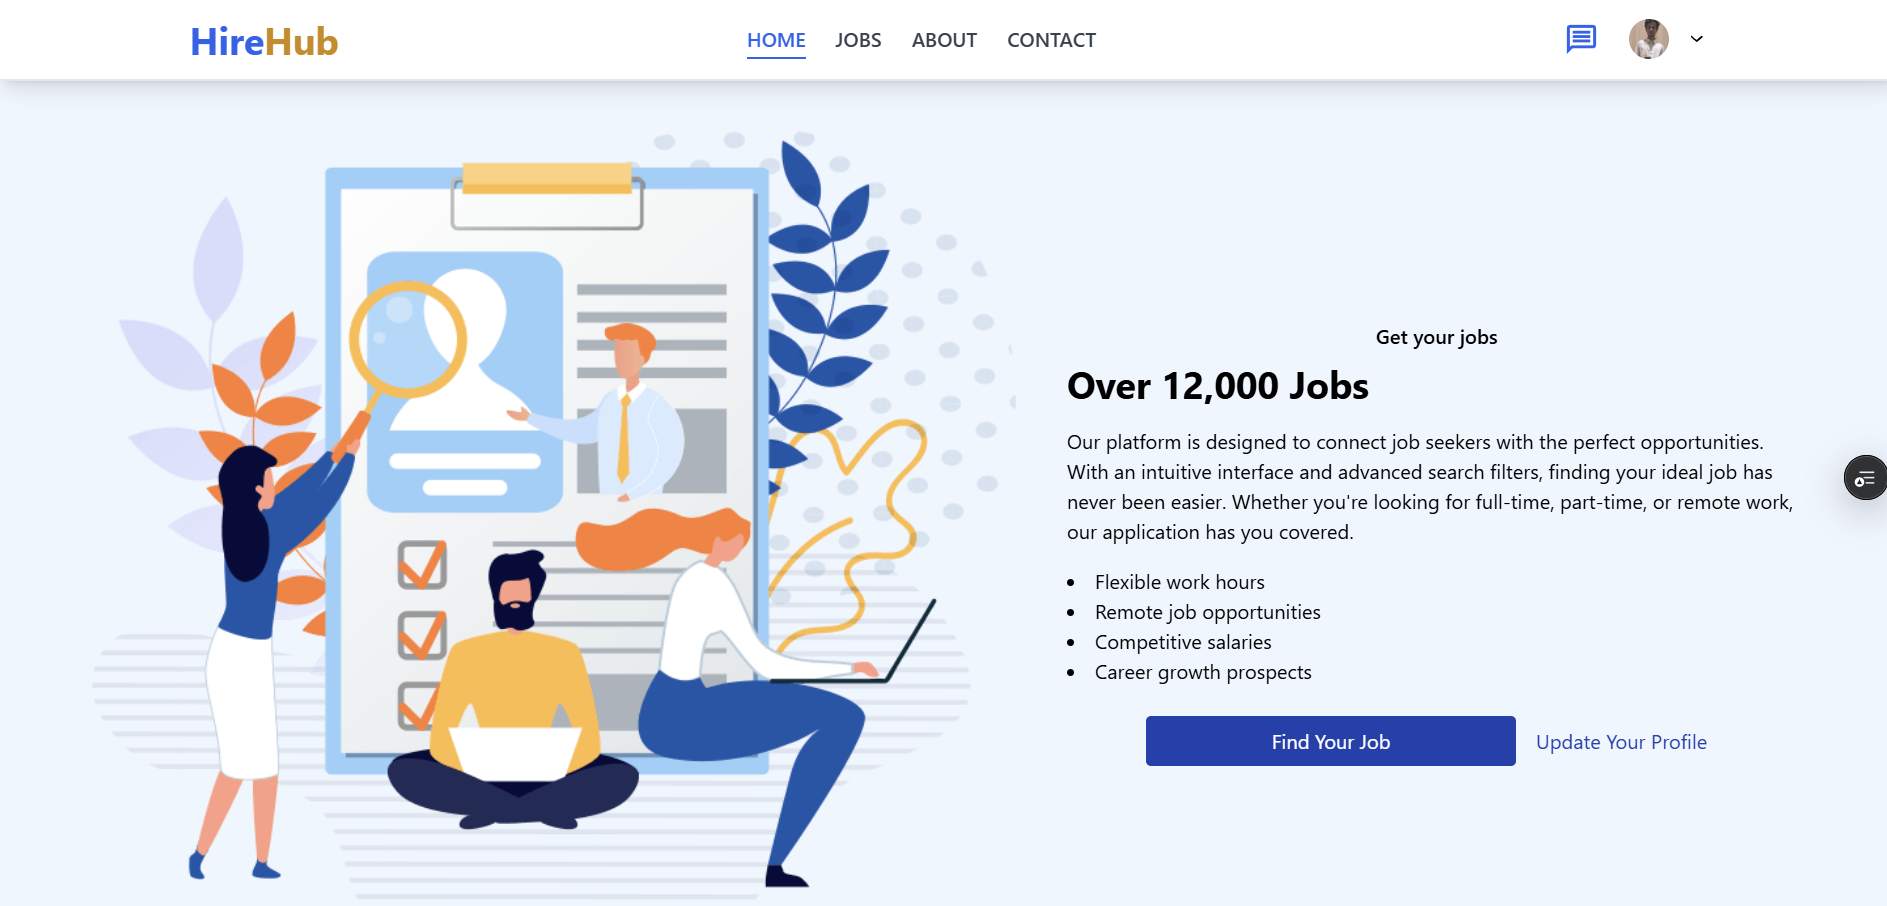 HireHub
HOME JOBS ABOUT CONTACT
Get your jobs
Over 12,000 Jobs
Our platform is designed to connect job seekers with the perfect opportunities.
With an intuitive interface and advanced search filters, finding your ideal job has
never been easier. Whether you're looking for full-time, part-time, or remote work,
our application has you covered.
Flexible work hours
Remote job opportunities
Competitive salaries
Career growth prospects
Find Your Job Update Your Profile